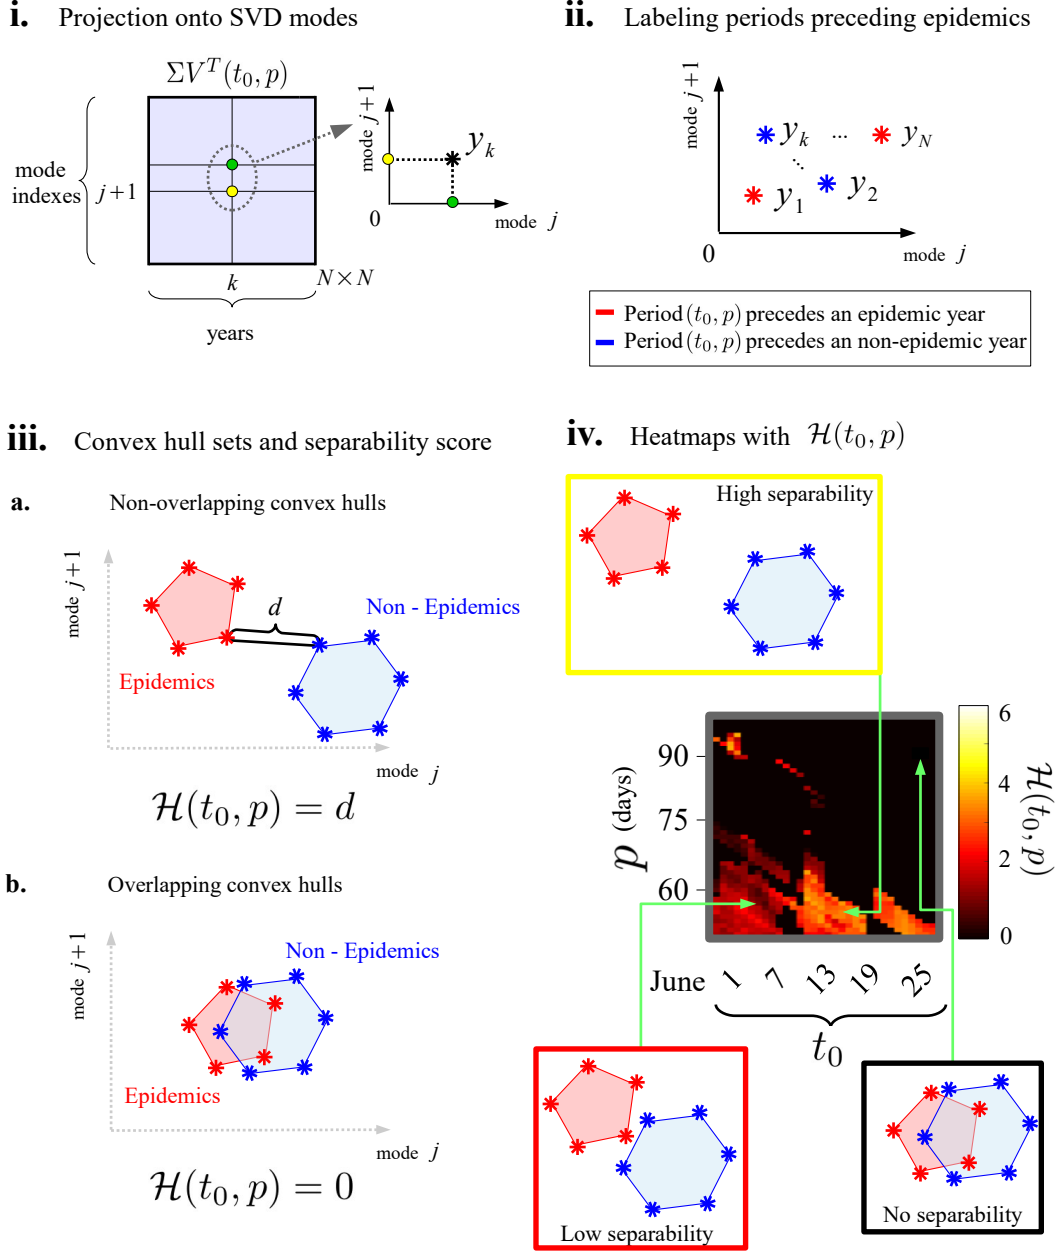 i. Projection onto SVD modes
ΣV^T(t_0, p)
mode
indexes
j+1
k
N×N
years
mode j+1
y_k
0
mode j
ii. Labeling periods preceding epidemics
mode j+1
y_k ... y_N
...
y_1 y_2
0
mode j
Period (t_0, p) precedes an epidemic year
Period (t_0, p) precedes an non-epidemic year
iii. Convex hull sets and separability score
a. Non-overlapping convex hulls
mode j+1
d
Non - Epidemics
Epidemics
mode j
ℋ(t_0, p) = d
b. Overlapping convex hulls
mode j+1
Non - Epidemics
Epidemics
mode j
ℋ(t_0, p) = 0
iv. Heatmaps with ℋ(t_0, p)
High separability
p (days)
90
75
60
June 1 7 13 19 25
t_0
6
4
2
0
ℋ(t_0, p)
Low separability
No separability